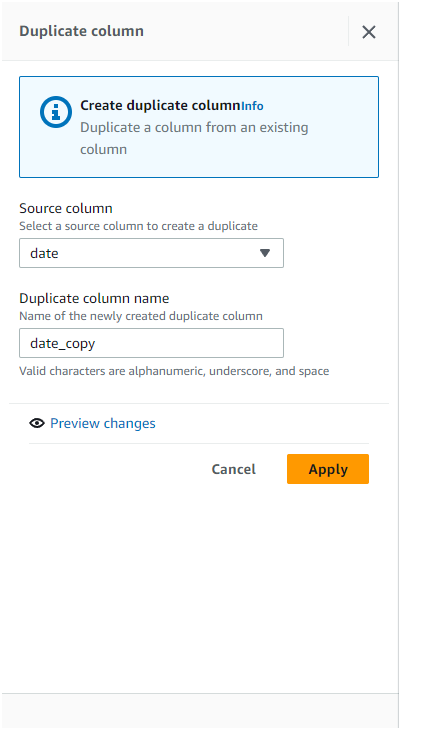 Duplicate column
Create duplicate columnInfo
Duplicate a column from an existing
column
Source column
Select a source column to create a duplicate
date
Duplicate column name
Name of the newly created duplicate column
date_copy
Valid characters are alphanumeric, underscore, and space
Preview changes
Cancel Apply